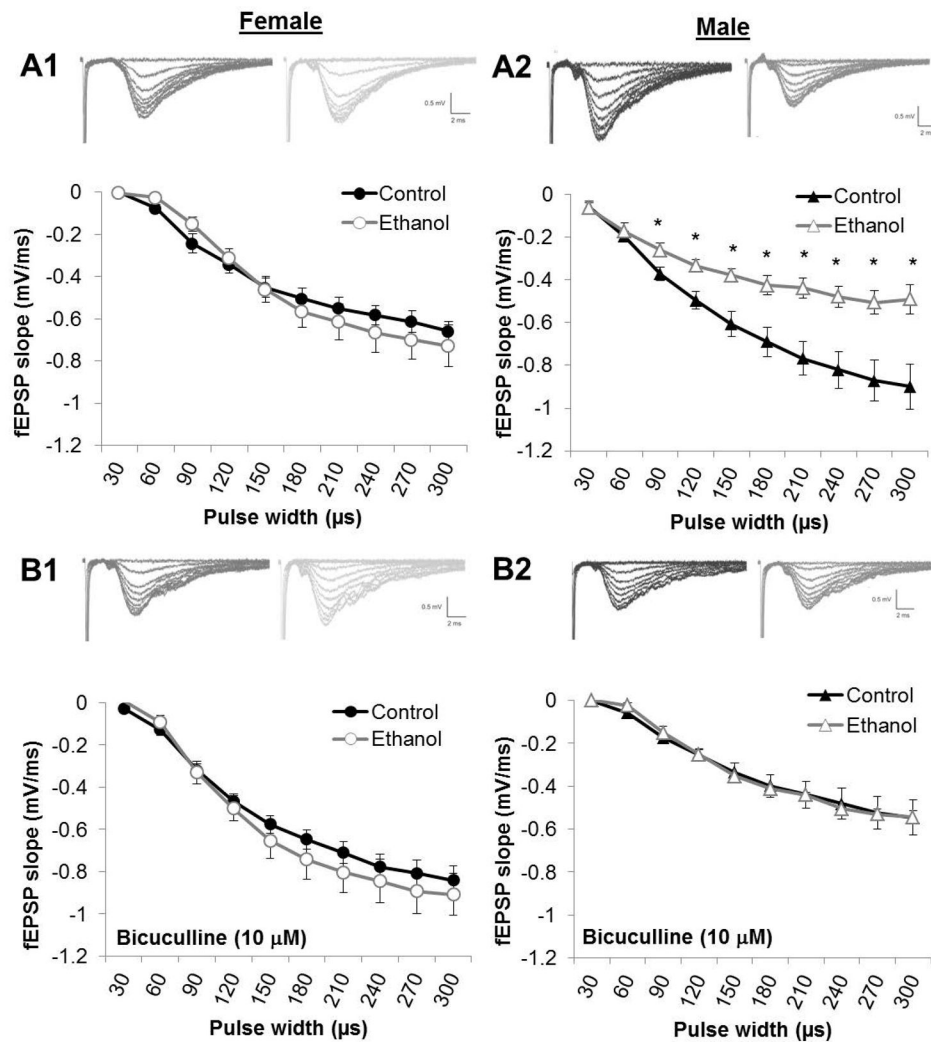 Female
Male
A1
0.5 mV
2 ms
A2
0.5 mV
2 ms
Control
Ethanol
fEPSP slope (mV/ms)
0
-0.2
-0.4
-0.6
-0.8
-1
-1.2
30 60 90 120 150 180 210 240 270 300
Pulse width (µs)
Control
Ethanol
* * * * * * * *
fEPSP slope (mV/ms)
0
-0.2
-0.4
-0.6
-0.8
-1
-1.2
30 60 90 120 150 180 210 240 270 300
Pulse width (µs)
B1
0.5 mV
2 ms
B2
0.5 mV
2 ms
Control
Ethanol
fEPSP slope (mV/ms)
0
-0.2
-0.4
-0.6
-0.8
-1
-1.2
Bicuculline (10 µM)
30 60 90 120 150 180 210 240 270 300
Pulse width (µs)
Control
Ethanol
fEPSP slope (mV/ms)
0
-0.2
-0.4
-0.6
-0.8
-1
-1.2
Bicuculline (10 µM)
30 60 90 120 150 180 210 240 270 300
Pulse width (µs)